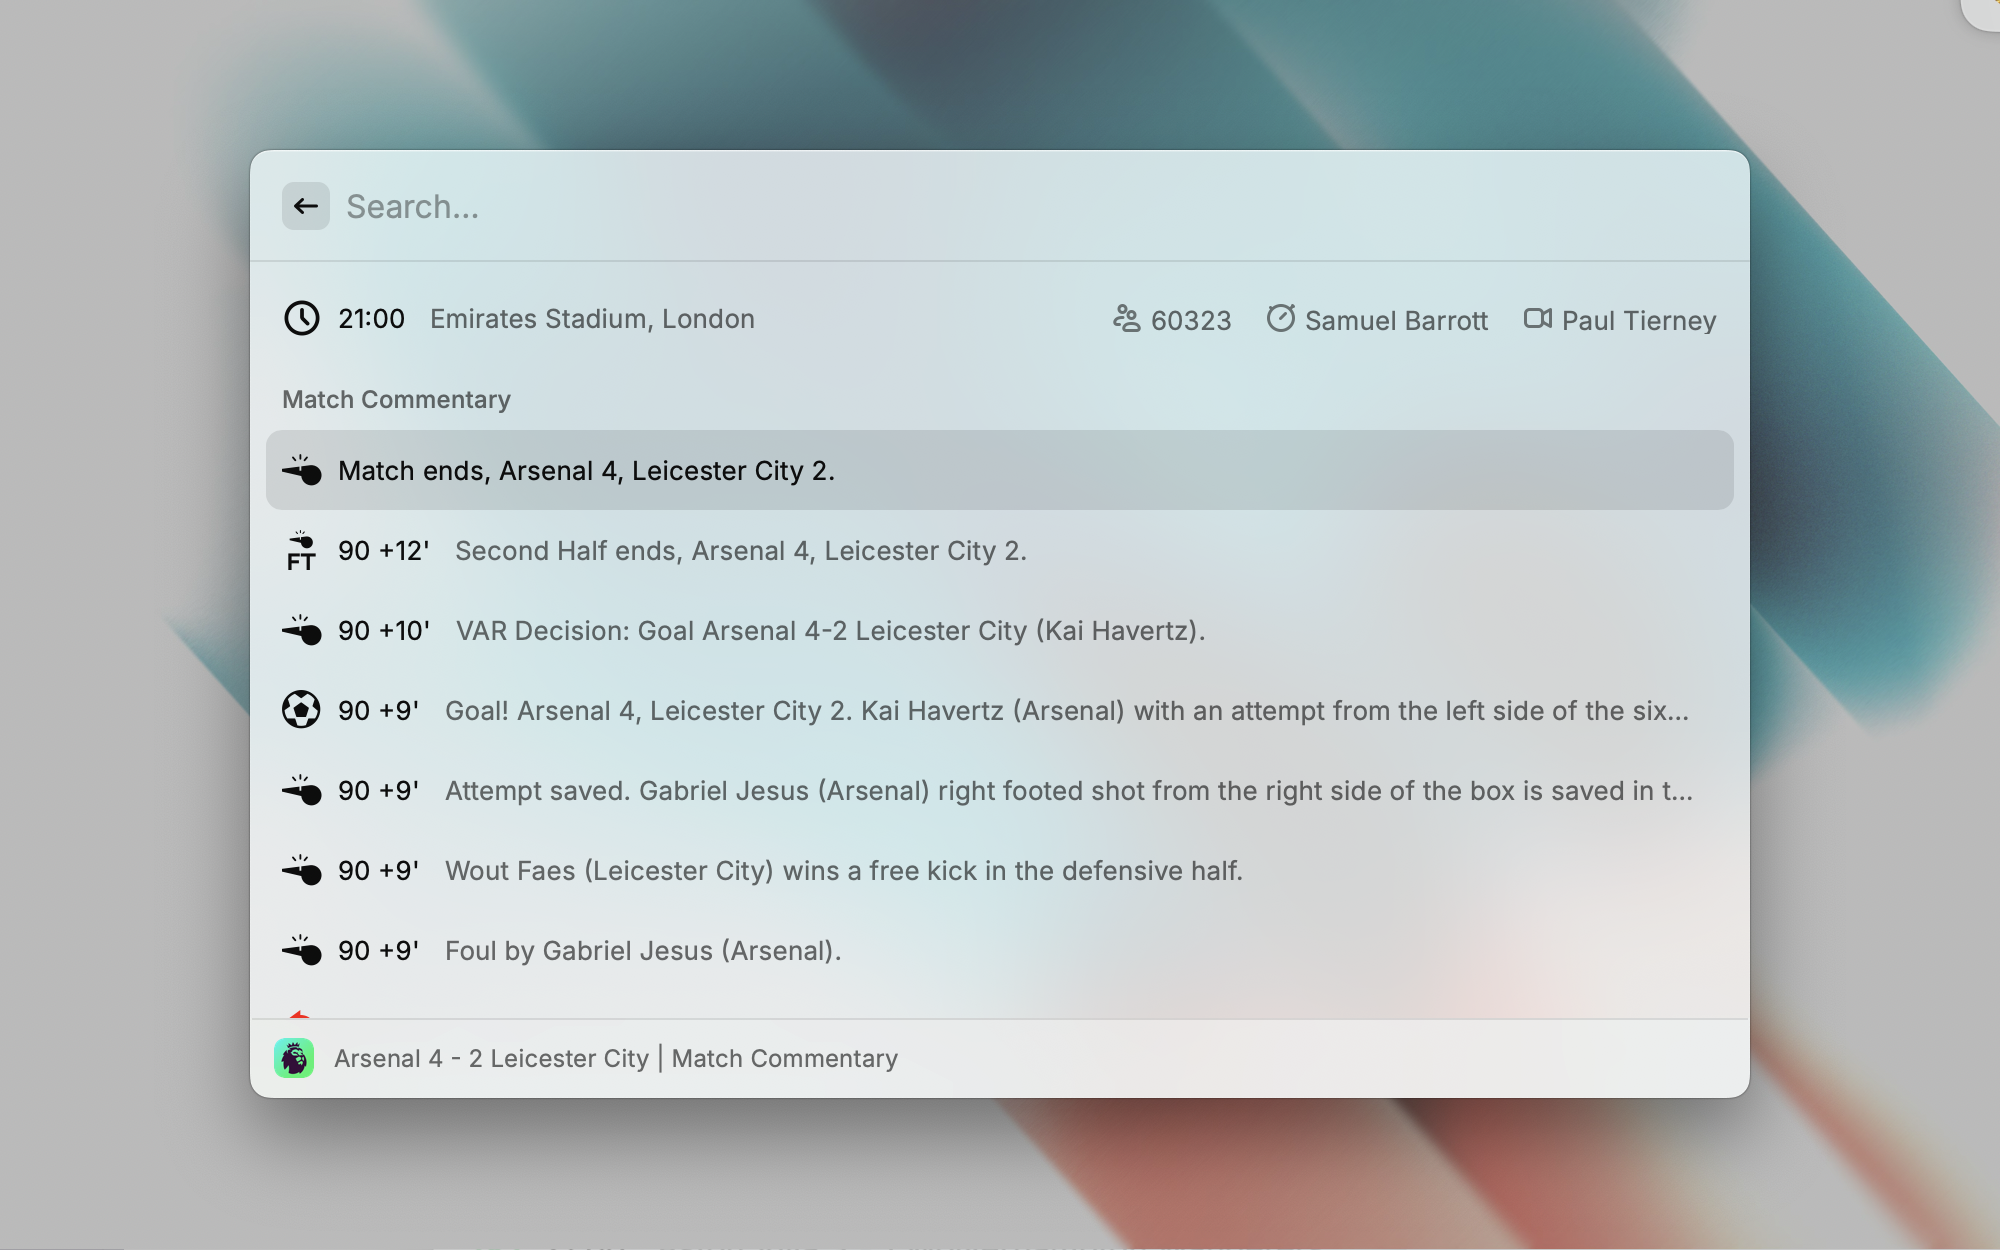 Search...
21:00 Emirates Stadium, London 60323 Samuel Barrott Paul Tierney
Match Commentary
Match ends, Arsenal 4, Leicester City 2.
FT 90 +12' Second Half ends, Arsenal 4, Leicester City 2.
90 +10' VAR Decision: Goal Arsenal 4-2 Leicester City (Kai Havertz).
90 +9' Goal! Arsenal 4, Leicester City 2. Kai Havertz (Arsenal) with an attempt from the left side of the six...
90 +9' Attempt saved. Gabriel Jesus (Arsenal) right footed shot from the right side of the box is saved in t...
90 +9' Wout Faes (Leicester City) wins a free kick in the defensive half.
90 +9' Foul by Gabriel Jesus (Arsenal).
Arsenal 4 - 2 Leicester City | Match Commentary